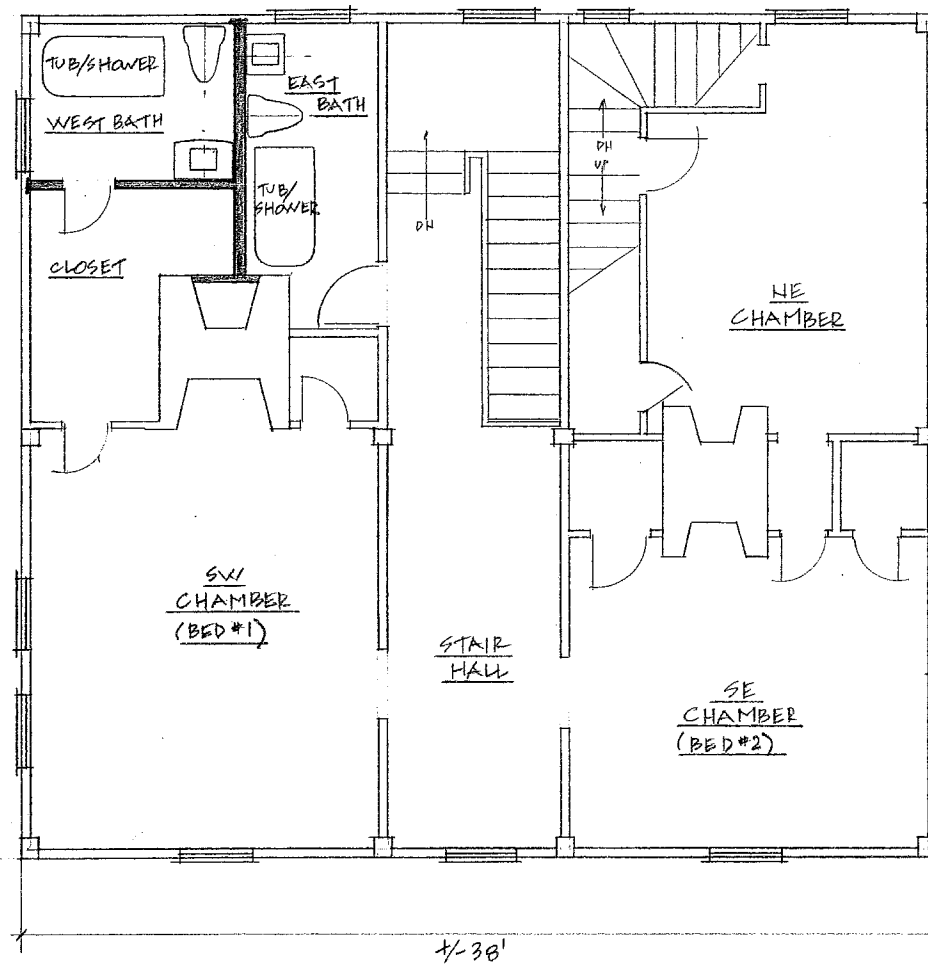 TUB/SHOWER
WEST BATH
EAST
BATH
TUB/
SHOWER
CLOSET
DN
DN
UP
NE
CHAMBER
SW
CHAMBER
(BED #1)
STAIR
HALL
SE
CHAMBER
(BED #2)
+/-38'